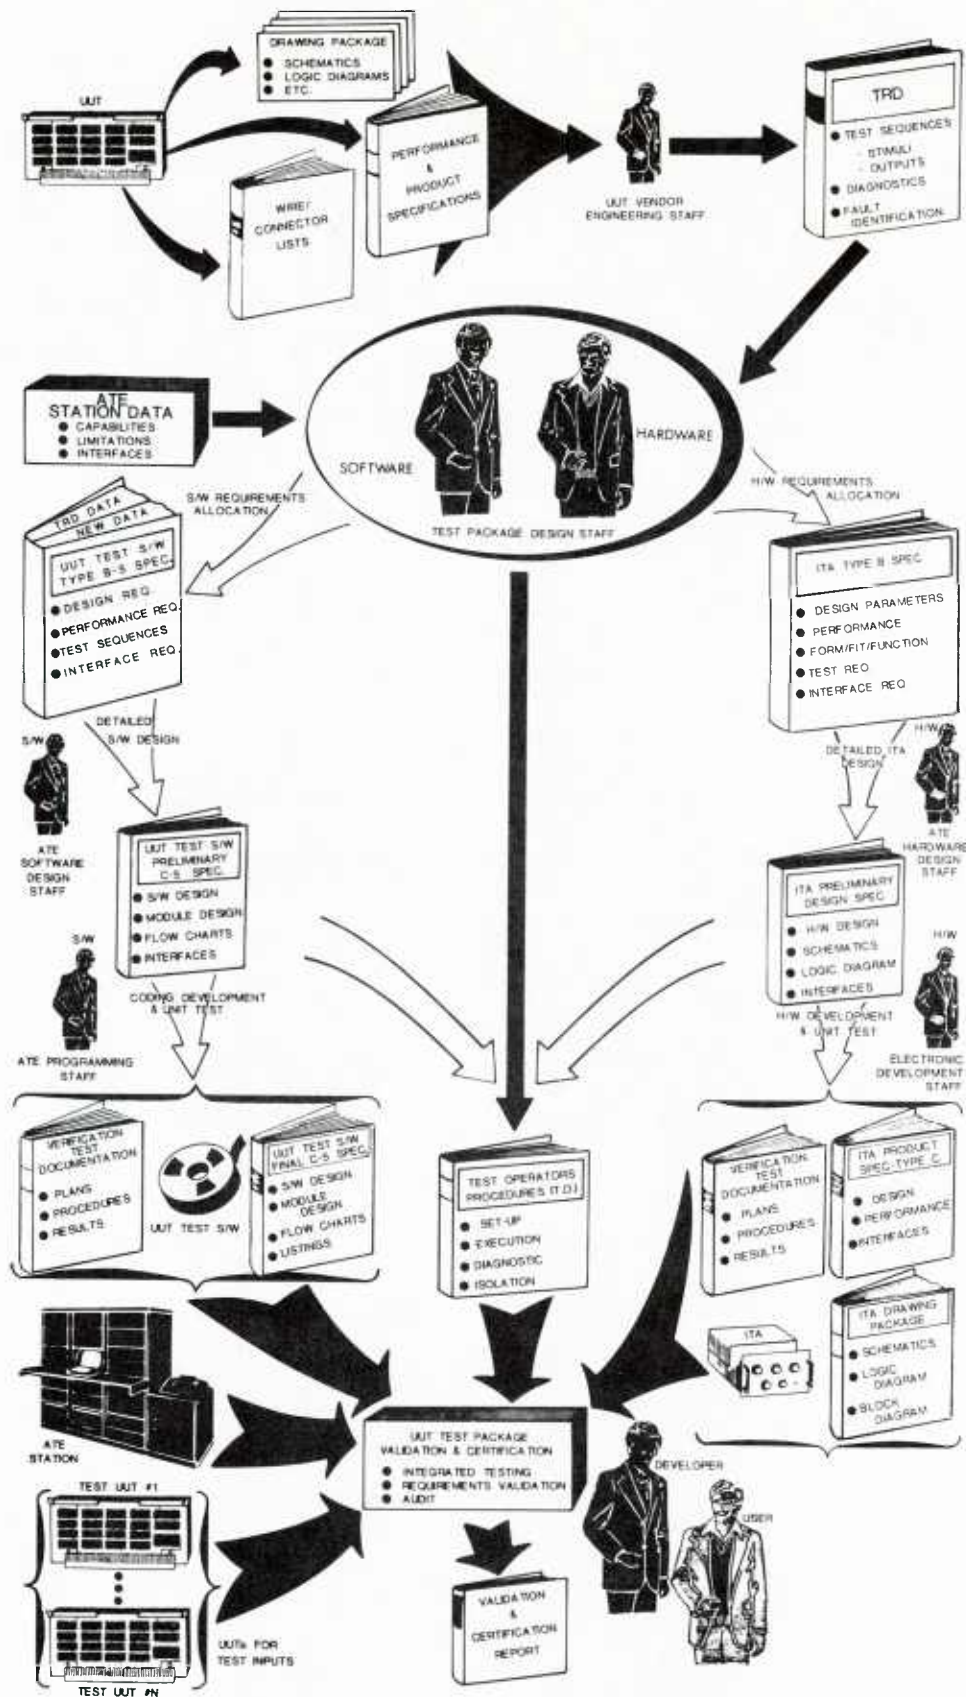 DRAWING PACKAGE
● SCHEMATICS
● LOGIC DIAGRAMS
● ETC.
UUT
PERFORMANCE
&
PRODUCT
SPECIFICATIONS
WIRE/
CONNECTOR
LISTS
UUT VENDOR
ENGINEERING STAFF
TRD
● TEST SEQUENCES
- STIMULI
- OUTPUTS
● DIAGNOSTICS
● FAULT
IDENTIFICATION
ATE
STATION DATA
● CAPABILITIES
● LIMITATIONS
● INTERFACES
SOFTWARE
HARDWARE
TEST PACKAGE DESIGN STAFF
S/W REQUIREMENTS
ALLOCATION
H/W REQUIREMENTS
ALLOCATION
TRD DATA
NEW DATA
UUT TEST S/W
TYPE B-5 SPEC.
● DESIGN REQ.
● PERFORMANCE REQ.
● TEST SEQUENCES
● INTERFACE REQ.
ITA TYPE B SPEC
● DESIGN PARAMETERS
● PERFORMANCE
● FORM/FIT/FUNCTION
● TEST REQ
● INTERFACE REQ
DETAILED
S/W DESIGN
S/W
ATE
SOFTWARE
DESIGN
STAFF
DETAILED ITA
DESIGN
H/W
ATE
HARDWARE
DESIGN
STAFF
UUT TEST S/W
PRELIMINARY
C-5 SPEC.
● S/W DESIGN
● MODULE DESIGN
● FLOW CHARTS
● INTERFACES
ITA PRELIMINARY
DESIGN SPEC
● H/W DESIGN
● SCHEMATICS
● LOGIC DIAGRAM
● INTERFACES
S/W
ATE PROGRAMMING
STAFF
CODING DEVELOPMENT
& UNIT TEST
H/W DEVELOPMENT
& UNIT TEST
H/W
ELECTRONIC
DEVELOPMENT
STAFF
VERIFICATION
TEST
DOCUMENTATION
● PLANS
● PROCEDURES
● RESULTS
UUT TEST S/W
UUT TEST S/W
FINAL C-5 SPEC.
● S/W DESIGN
● MODULE
DESIGN
● FLOW CHARTS
● LISTINGS
TEST OPERATORS
PROCEDURES (T.O.)
● SET-UP
● EXECUTION
● DIAGNOSTIC
● ISOLATION
VERIFICATION
TEST
DOCUMENTATION
● PLANS
● PROCEDURES
● RESULTS
ITA PRODUCT
SPEC-TYPE C.
● DESIGN
● PERFORMANCE
● INTERFACES
ITA
ITA DRAWING
PACKAGE
● SCHEMATICS
● LOGIC
DIAGRAM
● BLOCK
DIAGRAM
ATE
STATION
UUT TEST PACKAGE
VALIDATION & CERTIFICATION
● INTEGRATED TESTING
● REQUIREMENTS VALIDATION
● AUDIT
DEVELOPER
USER
TEST UUT #1
UUTs FOR
TEST INPUTS
TEST UUT #N
VALIDATION
&
CERTIFICATION
REPORT